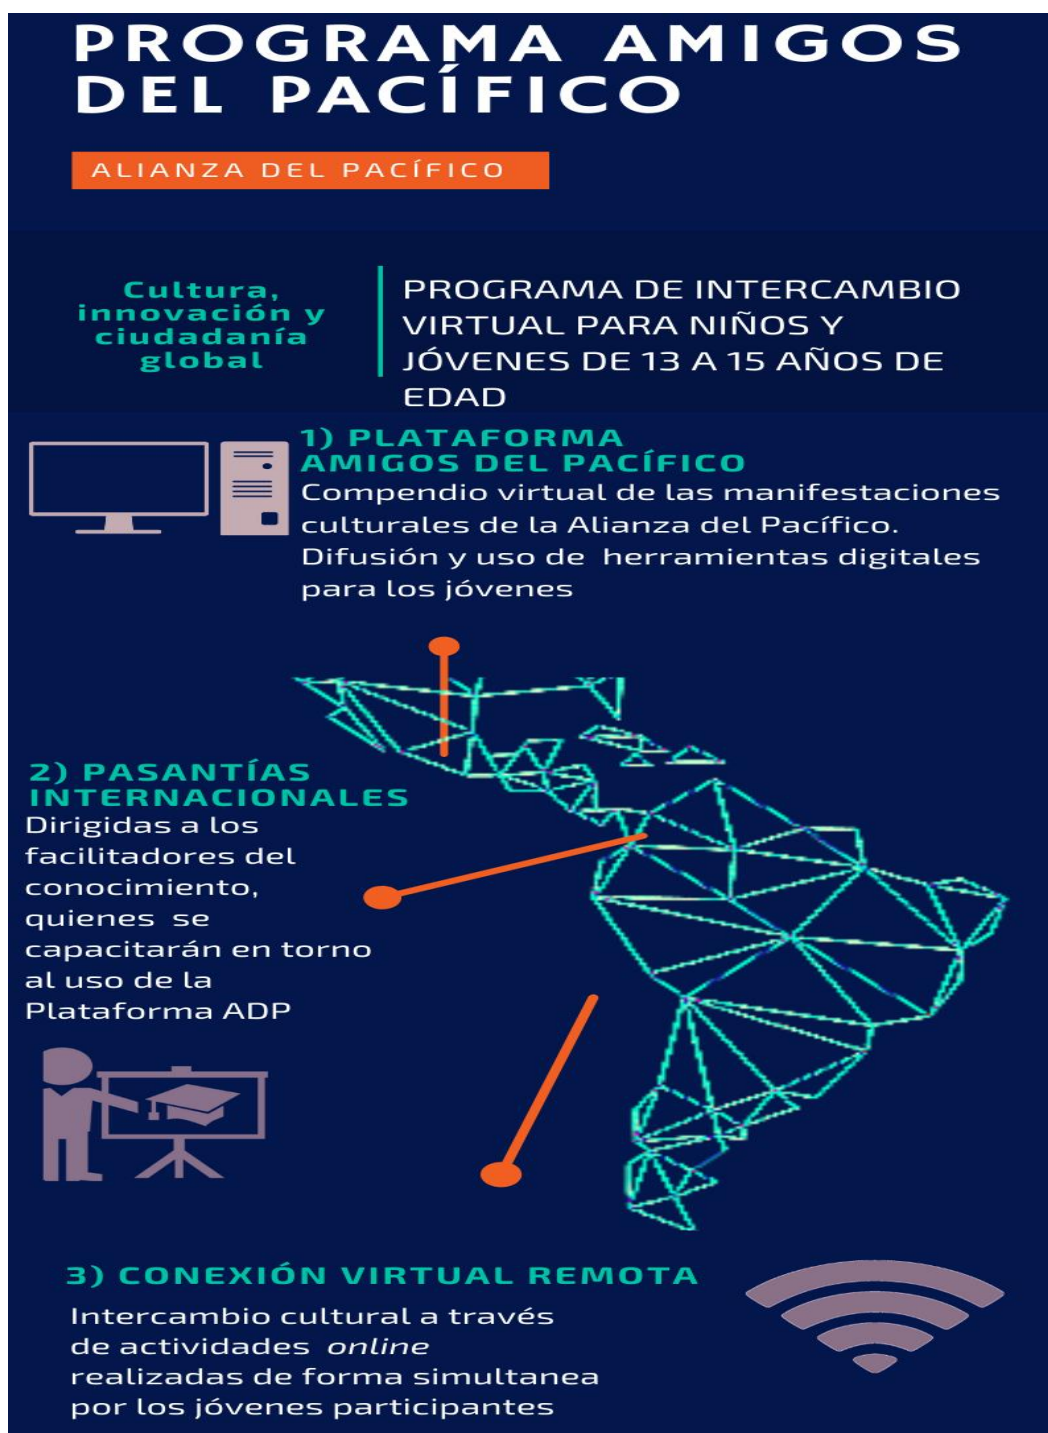 PROGRAMA AMIGOS
DEL PACÍFICO
ALIANZA DEL PACÍFICO
Cultura,
innovación y
ciudadanía
global
PROGRAMA DE INTERCAMBIO
VIRTUAL PARA NIÑOS Y
JÓVENES DE 13 A 15 AÑOS DE
EDAD
1) PLATAFORMA
AMIGOS DEL PACÍFICO
Compendio virtual de las manifestaciones
culturales de la Alianza del Pacífico.
Difusión y uso de herramientas digitales
para los jóvenes
2) PASANTÍAS
INTERNACIONALES
Dirigidas a los
facilitadores del
conocimiento,
quienes se
capacitarán en torno
al uso de la
Plataforma ADP
3) CONEXIÓN VIRTUAL REMOTA
Intercambio cultural a través
de actividades online
realizadas de forma simultanea
por los jóvenes participantes